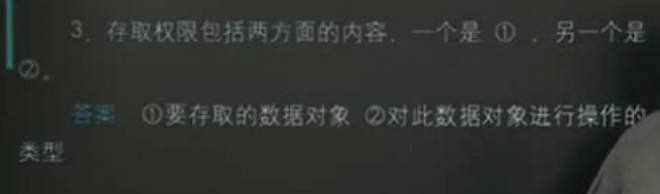 3．存取权限包括两方面的内容．一个是 ① ．另一个是
②。
答案 ①要存取的数据对象 ②对此数据对象进行操作的
类型